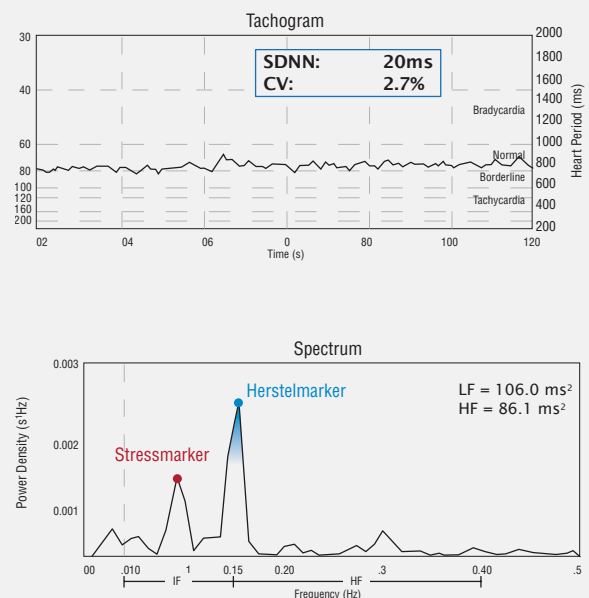 Tachogram
30
40
60
80
100
120
160
200
SDNN: 20ms
CV: 2.7%
Bradycardia
Normal
Borderline
Tachycardia
2000
1800
1600
1400
1200
1000
800
600
400
200
Heart Period (ms)
02 04 06 0 80 100 120
Time (s)
Spectrum
0.003
0.002
0.001
Power Density (s¹Hz)
Herstelmarker
Stressmarker
LF = 106.0 ms²
HF = 86.1 ms²
00 .010 1 0.15 0.20 .3 0.40 .5
IF HF
Frequency (Hz)